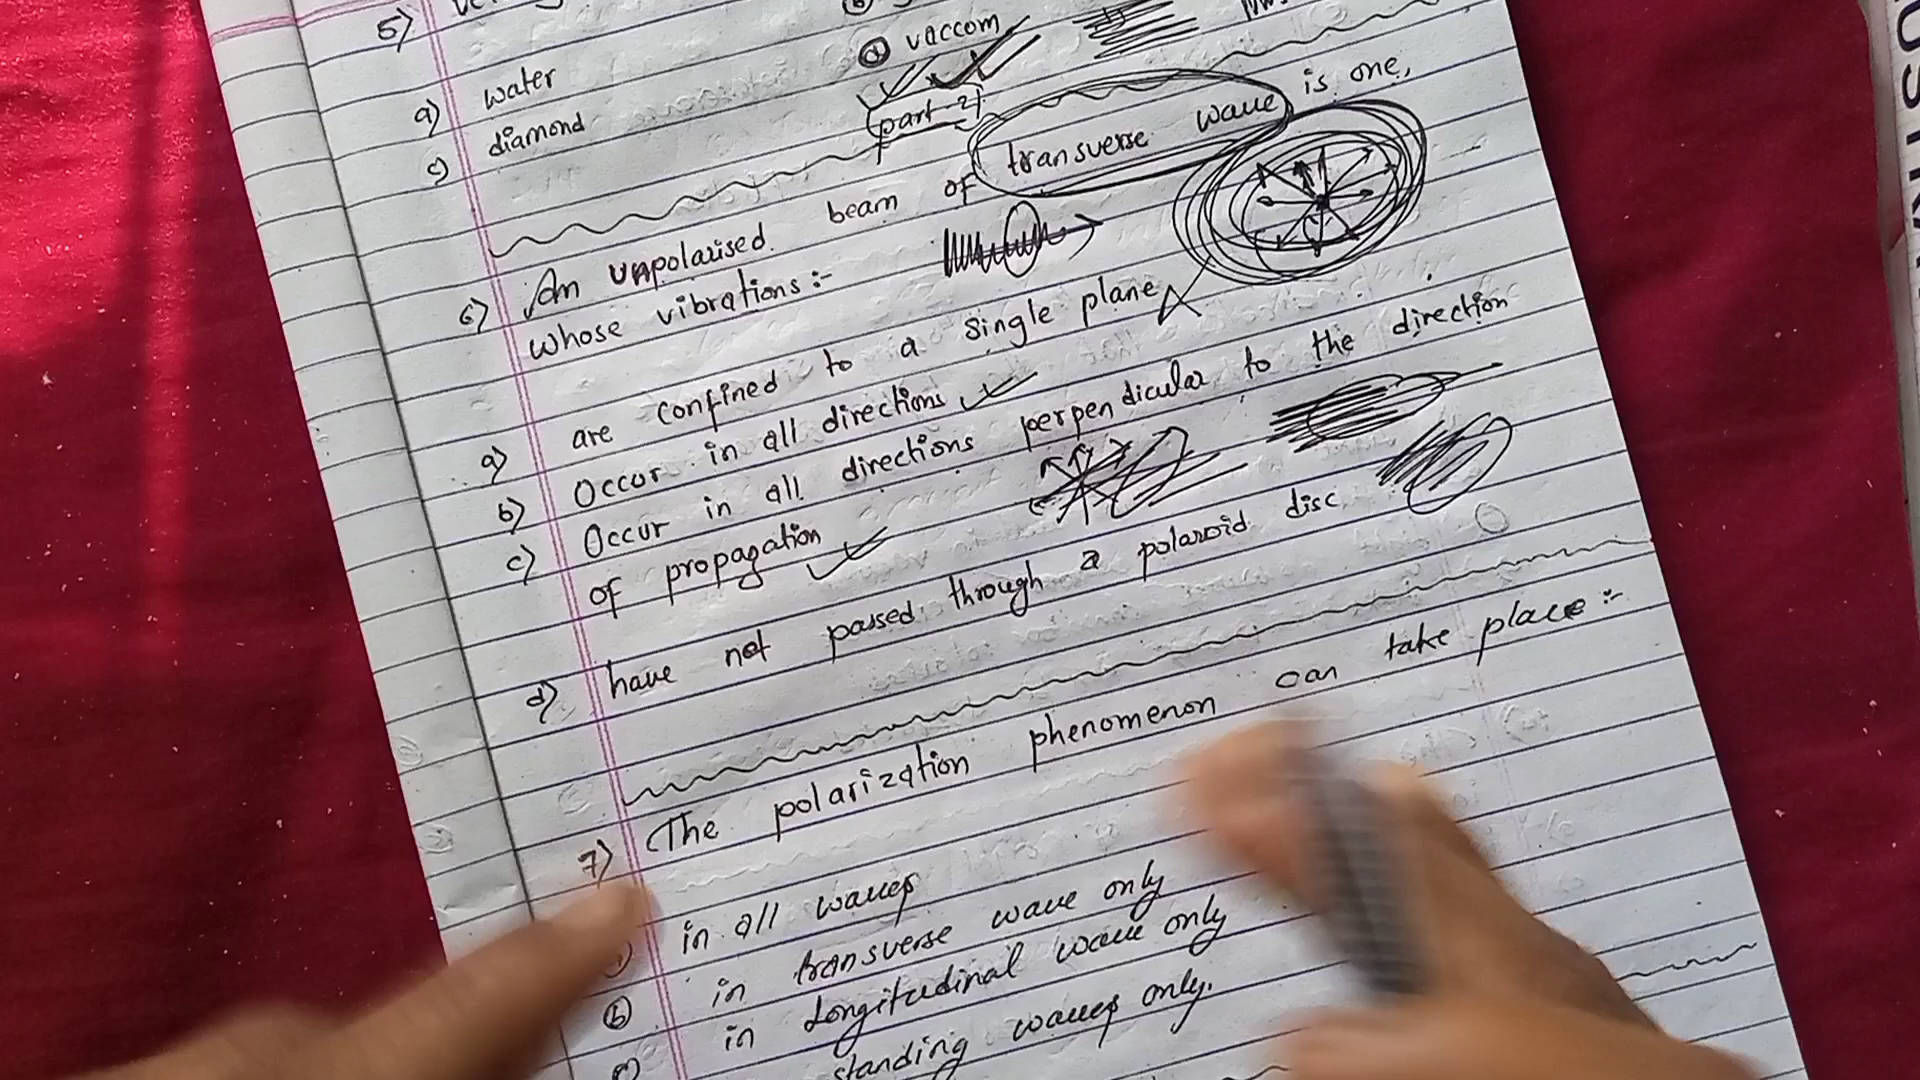 5)
d vaccom
a) water
c) diamond
(part-2)
6) An unpolarised beam of transverse wave is one,
whose vibrations :-
a) are confined to a single plane
b) Occur in all directions
c) Occur in all directions perpendicular to the direction
of propagation
d) have not passed through a polaroid disc
7) The polarization phenomenon can take place :-
in all waves
b in transverse wave only
in Longitudinal wave only
standing waves only.